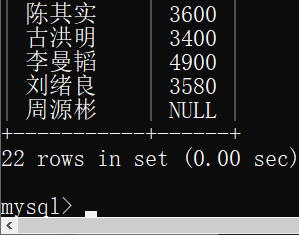 | 陈其实 | 3600 |
| 古洪明 | 3400 |
| 李曼韬 | 4900 |
| 刘绪良 | 3580 |
| 周源彬 | NULL |
+-----------+------+
22 rows in set (0.00 sec)
mysql>